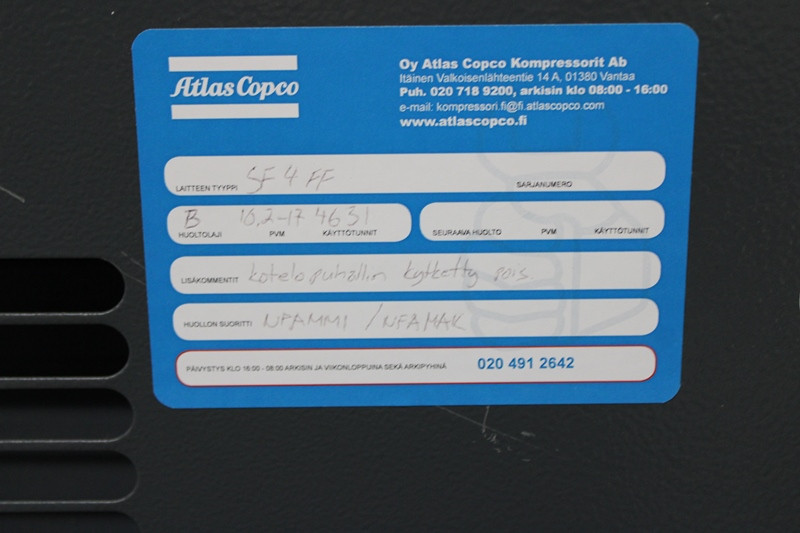 Atlas Copco
Oy Atlas Copco Kompressorit Ab
Itäinen Valkoisenlähteentie 14 A, 01380 Vantaa
Puh. 020 718 9200, arkisin klo 08:00 - 16:00
e-mail: kompressori.fi@fi.atlascopco.com
www.atlascopco.fi
LAITTEEN TYYPPI SF 4 FF SARJANUMERO
B 10.2-17 4631
HUOLTOLAJI PVM KÄYTTÖTUNNIT SEURAAVA HUOLTO PVM KÄYTTÖTUNNIT
LISÄKOMMENTIT kotelopuhallin kytketty pois
HUOLLON SUORITTI NFAMMI / NFAMAK
PÄIVYSTYS KLO 16:00 - 08:00 ARKISIN JA VIIKONLOPPUINA SEKÄ ARKIPYHINÄ 020 491 2642